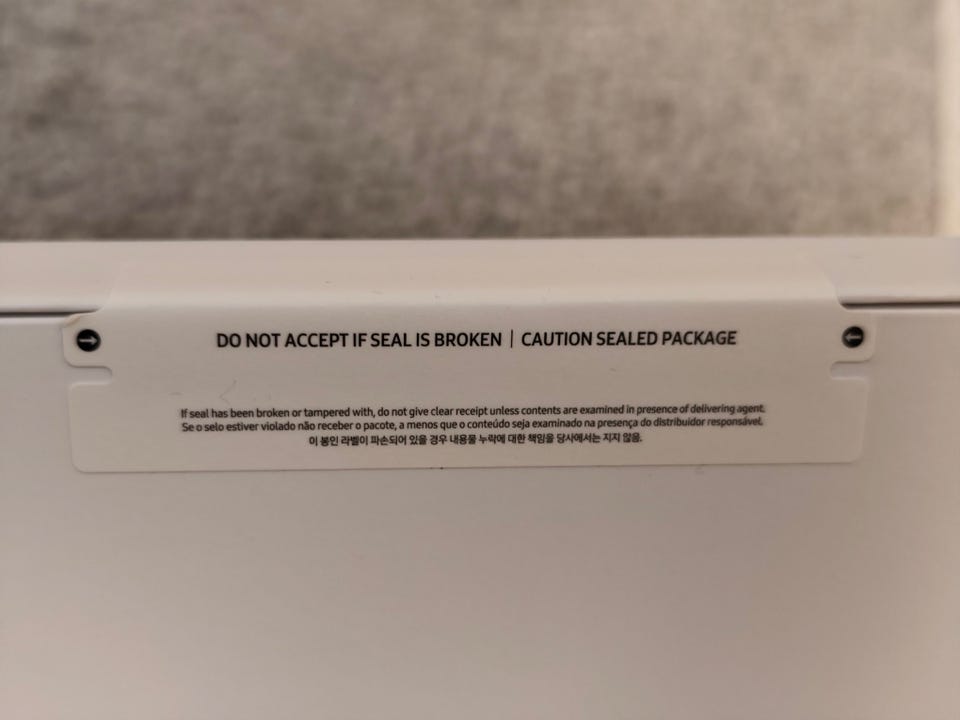 DO NOT ACCEPT IF SEAL IS BROKEN | CAUTION SEALED PACKAGE
If seal has been broken or tampered with, do not give clear receipt unless contents are examined in presence of delivering agent.
Se o selo estiver violado não receber o pacote, a menos que o conteúdo seja examinado na presença do distribuidor responsável.
이 봉인 라벨이 파손되어 있을 경우 내용물 누락에 대한 책임을 당사에서는 지지 않음.